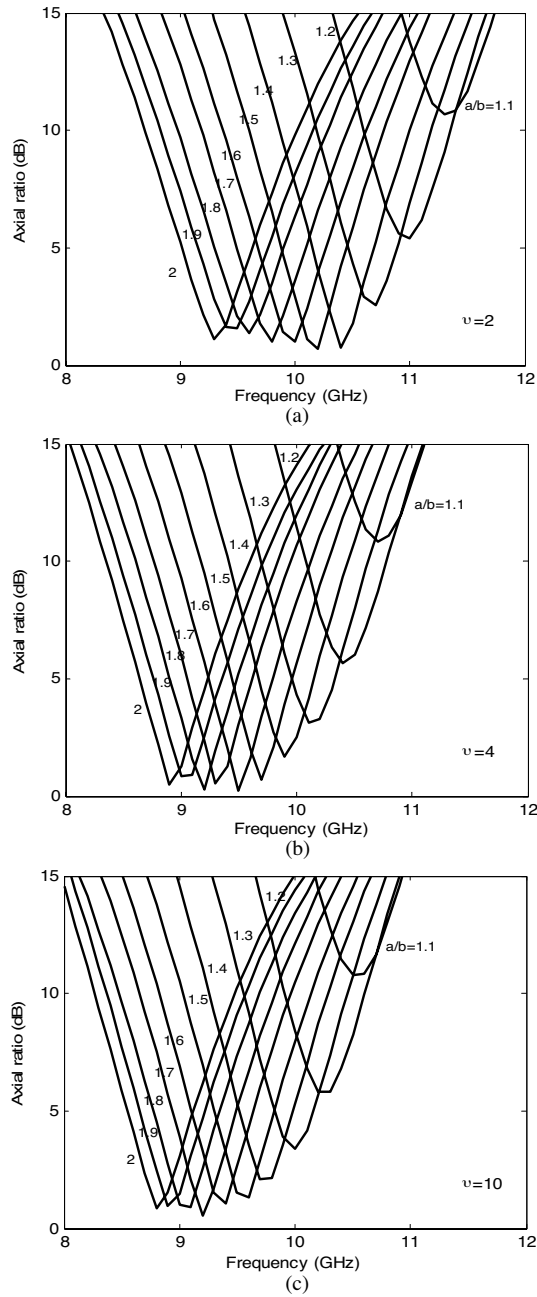 15
10
5
0
Axial ratio (dB)
1.2
1.3
1.4
1.5
1.6
1.7
1.8
1.9
2
a/b=1.1
υ=2
8 9 10 11 12
Frequency (GHz)
(a)
15
10
5
0
Axial ratio (dB)
1.2
1.3
1.4
1.5
1.6
1.7
1.8
1.9
2
a/b=1.1
υ=4
8 9 10 11 12
Frequency (GHz)
(b)
15
10
5
0
Axial ratio (dB)
1.2
1.3
1.4
1.5
1.6
1.7
1.8
1.9
2
a/b=1.1
υ=10
8 9 10 11 12
Frequency (GHz)
(c)